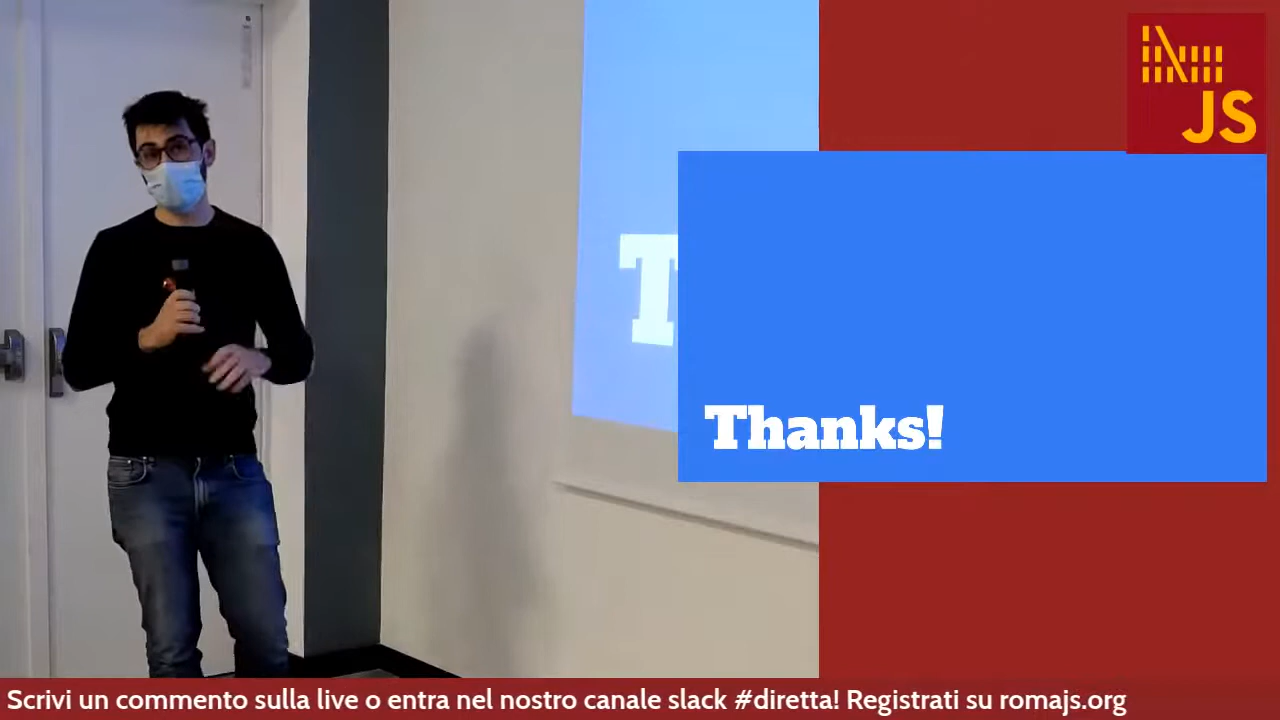 JS
T
Thanks!
Scrivi un commento sulla live o entra nel nostro canale slack #diretta! Registrati su romajs.org